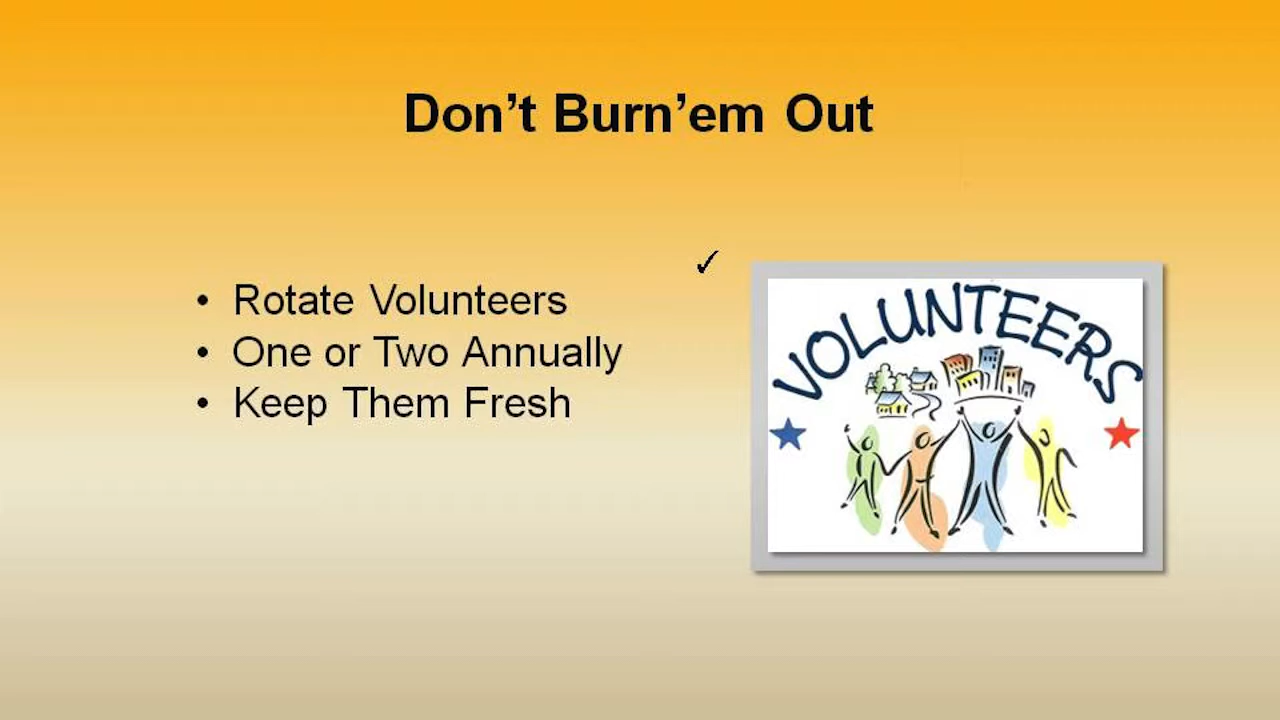 Don’t Burn’em Out
✓
• Rotate Volunteers
• One or Two Annually
• Keep Them Fresh
VOLUNTEERS